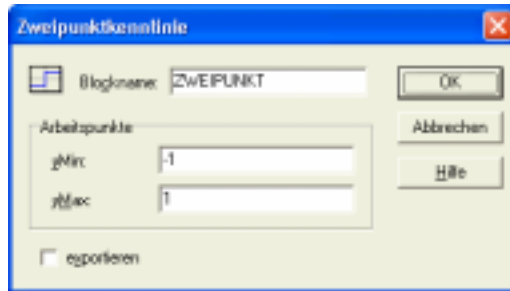 Zweipunktkennlinie
Blockname: ZWEIPUNKT
OK
Arbeitspunkte
Abbrechen
yMin: -1
Hilfe
yMax: 1
exportieren